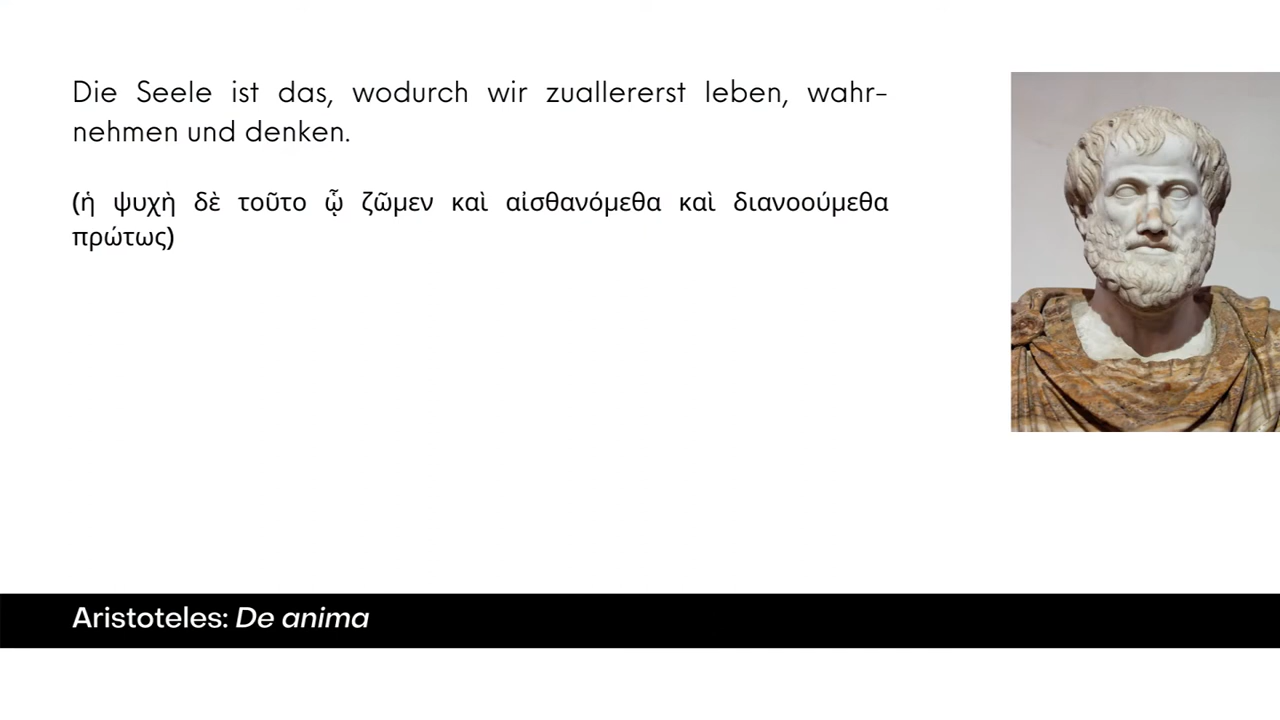 Die Seele ist das, wodurch wir zuallererst leben, wahr-
nehmen und denken.
(ἡ ψυχὴ δὲ τοῦτο ᾧ ζῶμεν καὶ αἰσθανόμεθα καὶ διανοούμεθα
πρώτως)
Aristoteles: De anima